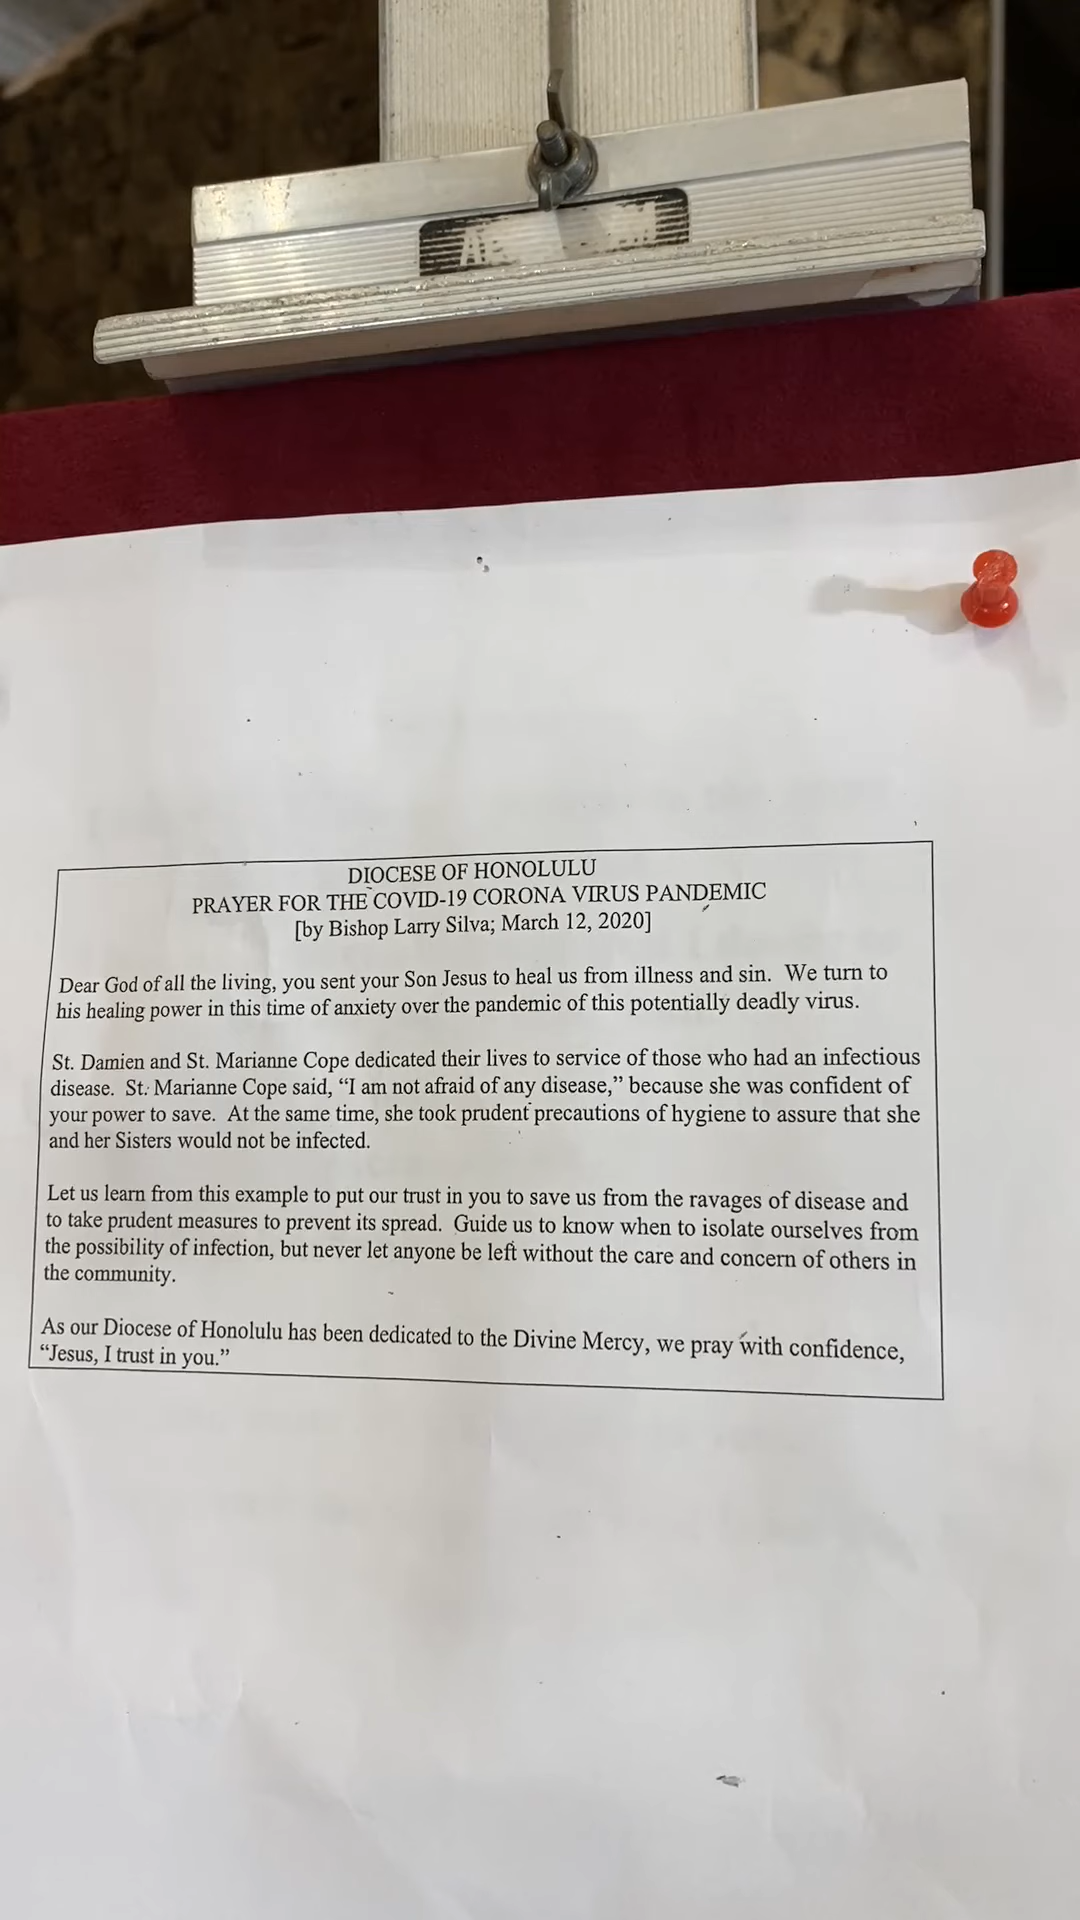 DIOCESE OF HONOLULU
PRAYER FOR THE COVID-19 CORONA VIRUS PANDEMIC
[by Bishop Larry Silva; March 12, 2020]
Dear God of all the living, you sent your Son Jesus to heal us from illness and sin. We turn to
his healing power in this time of anxiety over the pandemic of this potentially deadly virus.
St. Damien and St. Marianne Cope dedicated their lives to service of those who had an infectious
disease. St. Marianne Cope said, “I am not afraid of any disease,” because she was confident of
your power to save. At the same time, she took prudent precautions of hygiene to assure that she
and her Sisters would not be infected.
Let us learn from this example to put our trust in you to save us from the ravages of disease and
to take prudent measures to prevent its spread. Guide us to know when to isolate ourselves from
the possibility of infection, but never let anyone be left without the care and concern of others in
the community.
As our Diocese of Honolulu has been dedicated to the Divine Mercy, we pray with confidence,
“Jesus, I trust in you.”